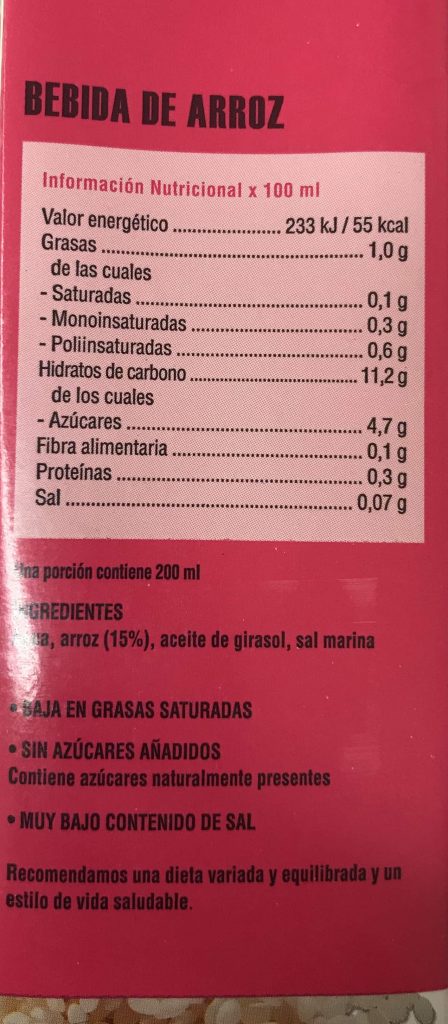 BEBIDA DE ARROZ
Información Nutricional x 100 ml
Valor energético ................... 233 kJ / 55 kcal
Grasas ............................................... 1,0 g
de las cuales
- Saturadas ........................................ 0,1 g
- Monoinsaturadas ............................ 0,3 g
- Poliinsaturadas ................................ 0,6 g
Hidratos de carbono ............................ 11,2 g
de los cuales
- Azúcares .......................................... 4,7 g
Fibra alimentaria .................................. 0,1 g
Proteínas ............................................. 0,3 g
Sal ..................................................... 0,07 g
porción contiene 200 ml
INGREDIENTES
arroz (15%), aceite de girasol, sal marina
• BAJA EN GRASAS SATURADAS
• SIN AZÚCARES AÑADIDOS
Contiene azúcares naturalmente presentes
• MUY BAJO CONTENIDO DE SAL
Recomendamos una dieta variada y equilibrada y un
estilo de vida saludable.